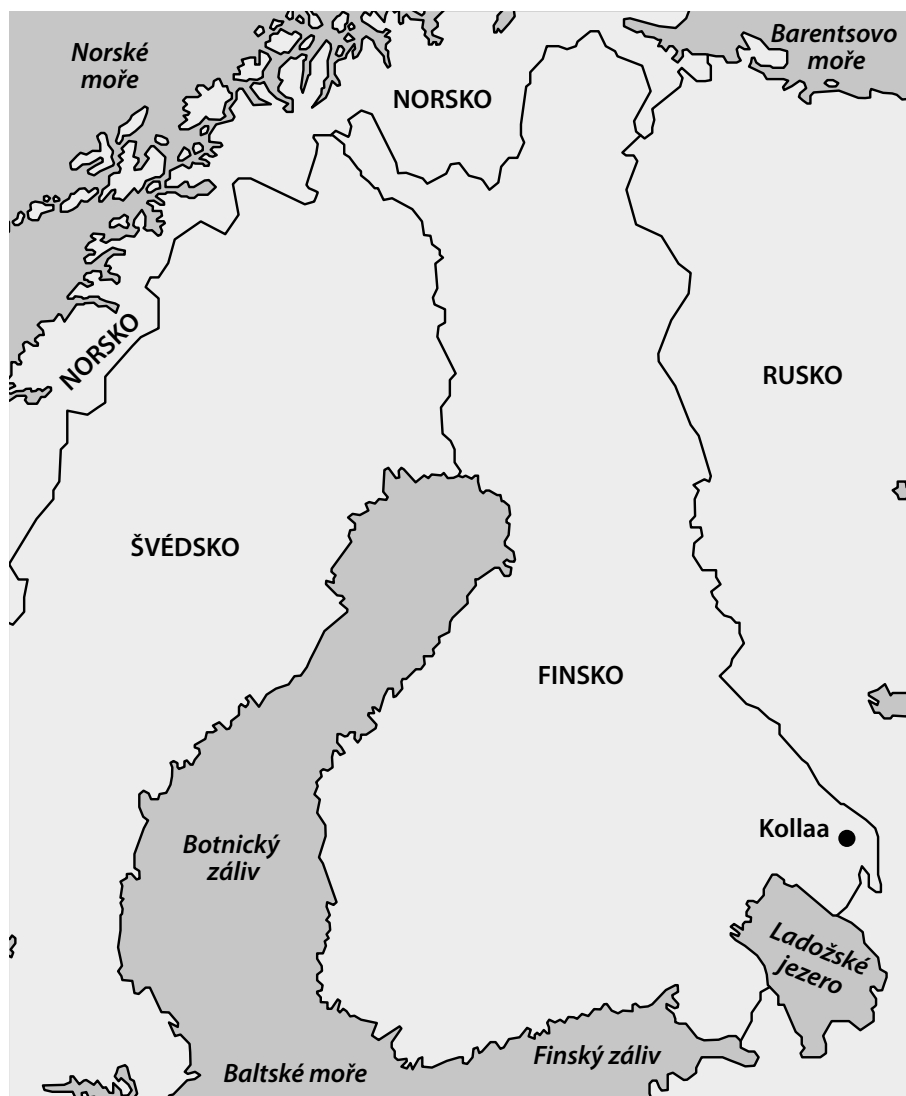 Norské
moře
Barentsovo
moře
NORSKO
NORSKO
RUSKO
ŠVÉDSKO
FINSKO
Kollaa
Botnický
záliv
Ladožské
jezero
Finský záliv
Baltské moře